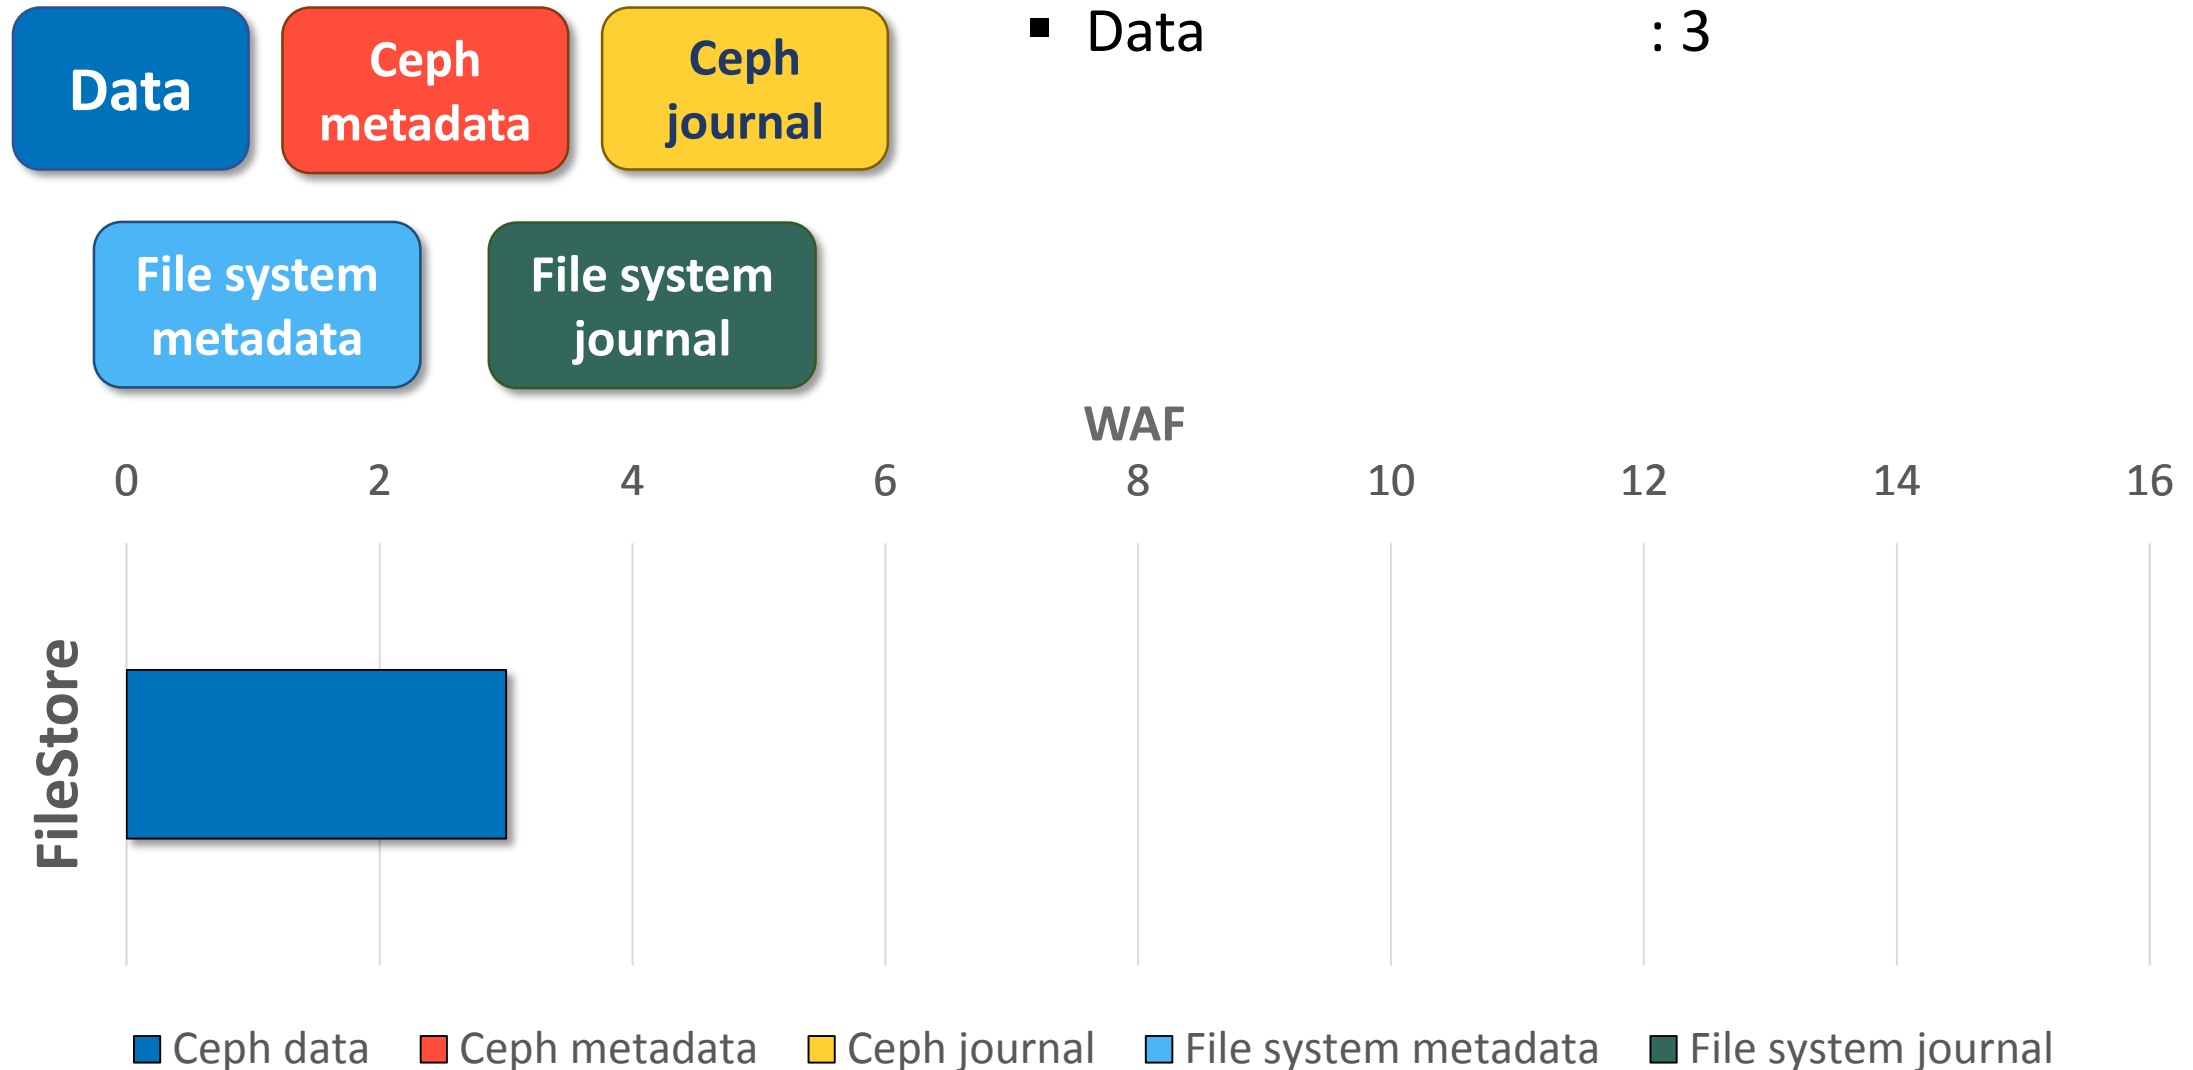 Data
Ceph
metadata
Ceph
journal
▪ Data : 3
File system
metadata
File system
journal
WAF
0 2 4 6 8 10 12 14 16
FileStore
Ceph data Ceph metadata Ceph journal File system metadata File system journal